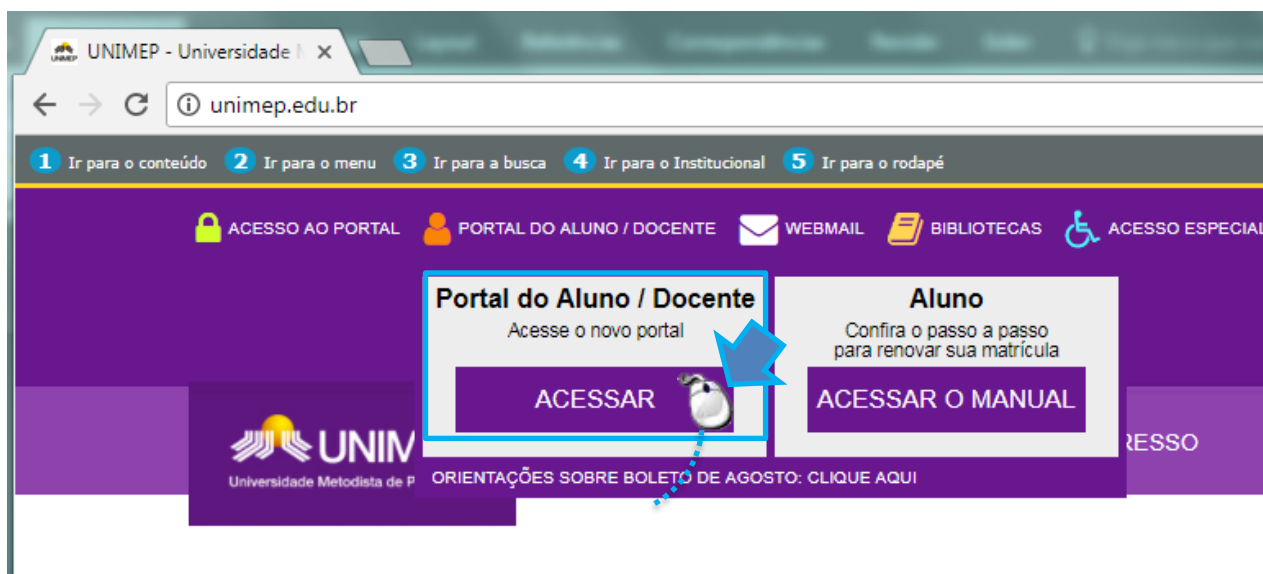 UNIMEP - Universidade
unimep.edu.br
1 Ir para o conteúdo 2 Ir para o menu 3 Ir para a busca 4 Ir para o Institucional 5 Ir para o rodapé
ACESSO AO PORTAL PORTAL DO ALUNO / DOCENTE WEBMAIL BIBLIOTECAS ACESSO ESPECIAL
Portal do Aluno / Docente
Acesse o novo portal
ACESSAR
Aluno
Confira o passo a passo
para renovar sua matrícula
ACESSAR O MANUAL
UNIM
Universidade Metodista de P
RESSO
ORIENTAÇÕES SOBRE BOLETO DE AGOSTO: CLIQUE AQUI